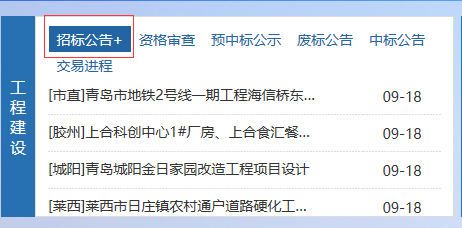 工程建设
招标公告+ 资格审查 预中标公示 废标公告 中标公告
交易进程
[市直]青岛市地铁2号线一期工程海信桥东... 09-18
[胶州]上合科创中心1#厂房、上合食汇餐... 09-18
[城阳]青岛城阳金日家园改造工程项目设计 09-18
[莱西]莱西市日庄镇农村通户道路硬化工... 09-18